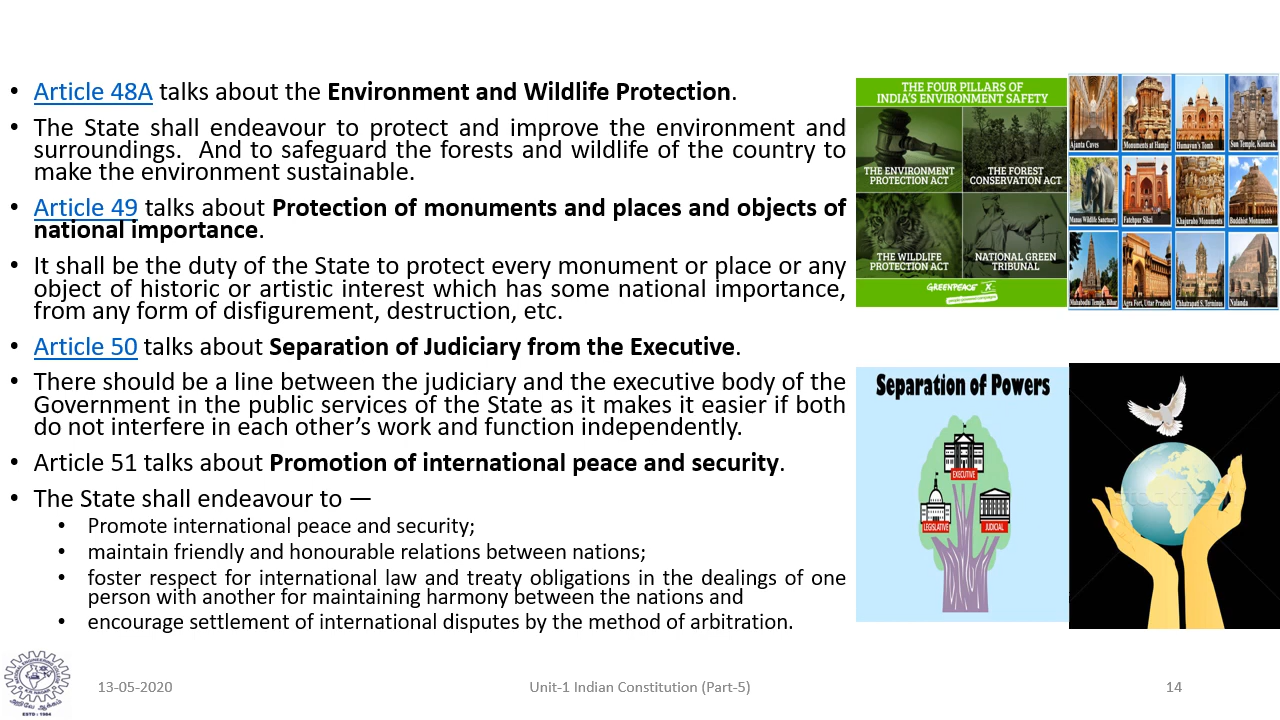 • Article 48A talks about the Environment and Wildlife Protection.
• The State shall endeavour to protect and improve the environment and
surroundings.  And to safeguard the forests and wildlife of the country to
make the environment sustainable.
• Article 49 talks about Protection of monuments and places and objects of
national importance.
• It shall be the duty of the State to protect every monument or place or any
object of historic or artistic interest which has some national importance,
from any form of disfigurement, destruction, etc.
• Article 50 talks about Separation of Judiciary from the Executive.
• There should be a line between the judiciary and the executive body of the
Government in the public services of the State as it makes it easier if both
do not interfere in each other’s work and function independently.
• Article 51 talks about Promotion of international peace and security.
• The State shall endeavour to —
• Promote international peace and security;
• maintain friendly and honourable relations between nations;
• foster respect for international law and treaty obligations in the dealings of one
person with another for maintaining harmony between the nations and
• encourage settlement of international disputes by the method of arbitration.
THE FOUR PILLARS OF
INDIA'S ENVIRONMENT SAFETY
THE ENVIRONMENT
PROTECTION ACT
THE FOREST
CONSERVATION ACT
THE WILDLIFE
PROTECTION ACT
NATIONAL GREEN
TRIBUNAL
GREENPEACE
Ajanta Caves
Monuments at Hampi
Humayun's Tomb
Sun Temple, Konarak
Manas Wildlife Sanctuary
Fatehpur Sikri
Khajuraho Monuments
Buddhist Monuments
Mahabodhi Temple, Bihar
Agra Fort, Uttar Pradesh
Chhatrapati S. Terminus
Nalanda
Separation of Powers
EXECUTIVE
LEGISLATIVE
JUDICIAL
ESTD : 1984
13-05-2020
Unit-1 Indian Constitution (Part-5)
14